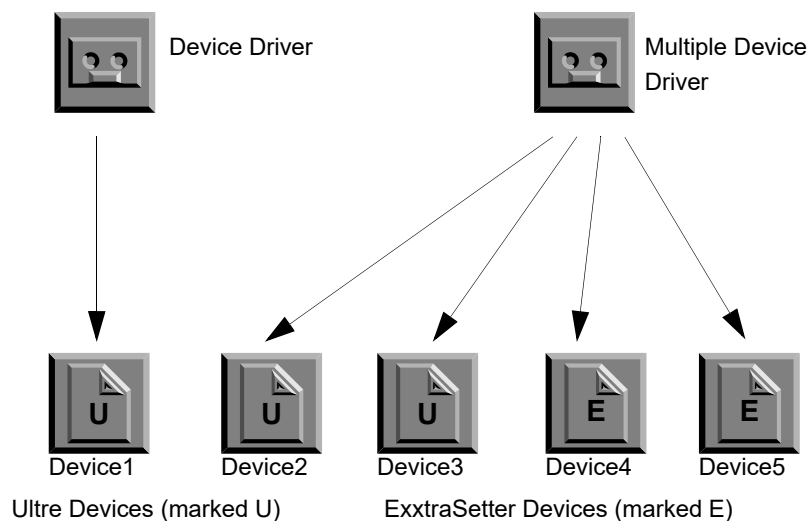 Device Driver
Multiple Device
Driver
U
U
U
E
E
Device1
Device2
Device3
Device4
Device5
Ultre Devices (marked U)
ExxtraSetter Devices (marked E)